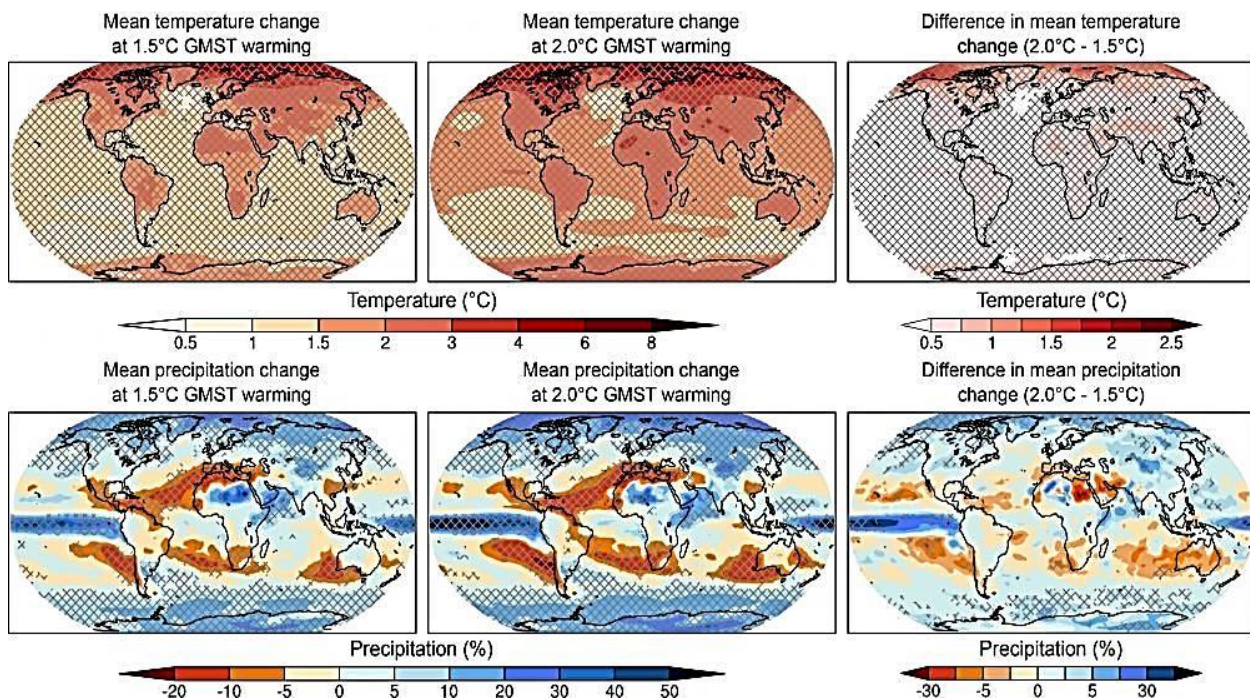 Mean temperature change
at 1.5°C GMST warming
Mean temperature change
at 2.0°C GMST warming
Difference in mean temperature
change (2.0°C - 1.5°C)
Temperature (°C)
0.5 1 1.5 2 3 4 6 8
Temperature (°C)
0.5 1 1.5 2 2.5
Mean precipitation change
at 1.5°C GMST warming
Mean precipitation change
at 2.0°C GMST warming
Difference in mean precipitation
change (2.0°C - 1.5°C)
Precipitation (%)
-20 -10 -5 0 5 10 20 30 40 50
Precipitation (%)
-30 -5 0 5 30